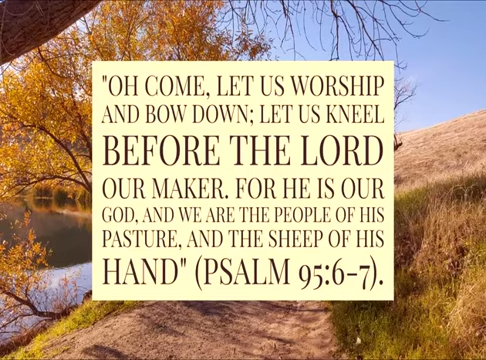 "OH COME, LET US WORSHIP
AND BOW DOWN; LET US KNEEL
BEFORE THE LORD
OUR MAKER. FOR HE IS OUR
GOD, AND WE ARE THE PEOPLE OF HIS
PASTURE, AND THE SHEEP OF HIS
HAND" (PSALM 95:6-7).